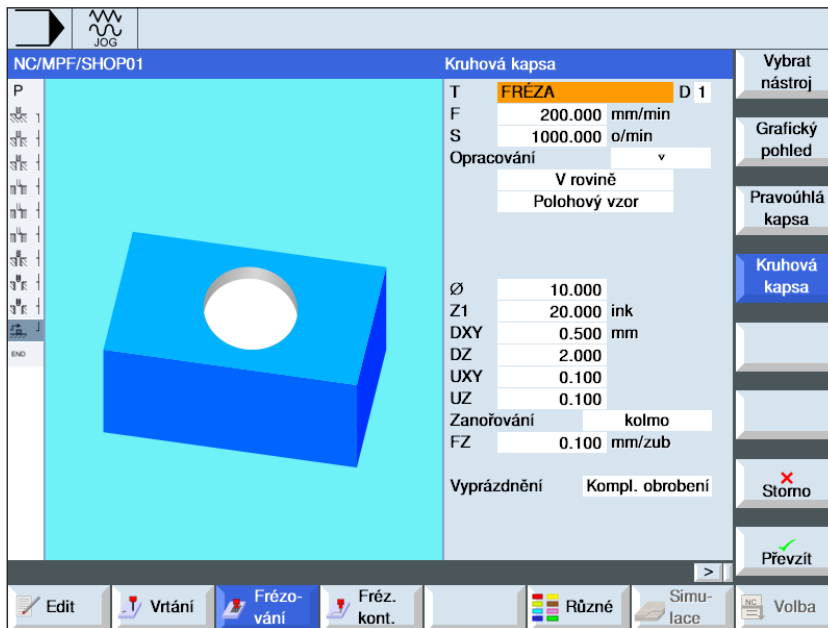 JOG
NC/MPF/SHOP01
Kruhová kapsa
P
END
T FRÉZA D 1
F 200.000 mm/min
S 1000.000 o/min
Opracování v
V rovině
Polohový vzor
Ø 10.000
Z1 20.000 ink
DXY 0.500 mm
DZ 2.000
UXY 0.100
UZ 0.100
Zanořování kolmo
FZ 0.100 mm/zub
Vyprázdnění Kompl. obrobení
>
Vybrat
nástroj
Grafický
pohled
Pravoúhlá
kapsa
Kruhová
kapsa
Storno
Převzít
Edit
Vrtání
Frézo-
vání
Fréz.
kont.
Různé
Simu-
lace
NC
Volba